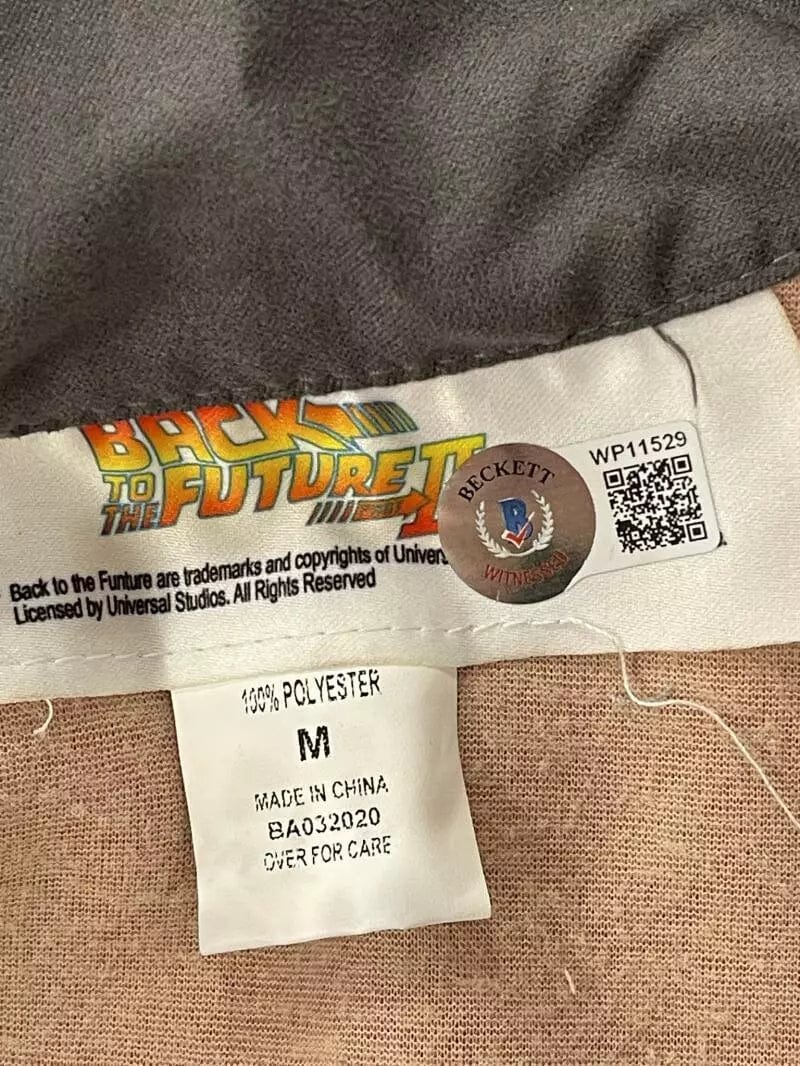 BACK
TO THE FUTURE II
BECKETT
WITNESSED
WP11529
Back to the Funture are trademarks and copyrights of Univers
Licensed by Universal Studios. All Rights Reserved
100% POLYESTER
M
MADE IN CHINA
BA032020
OVER FOR CARE